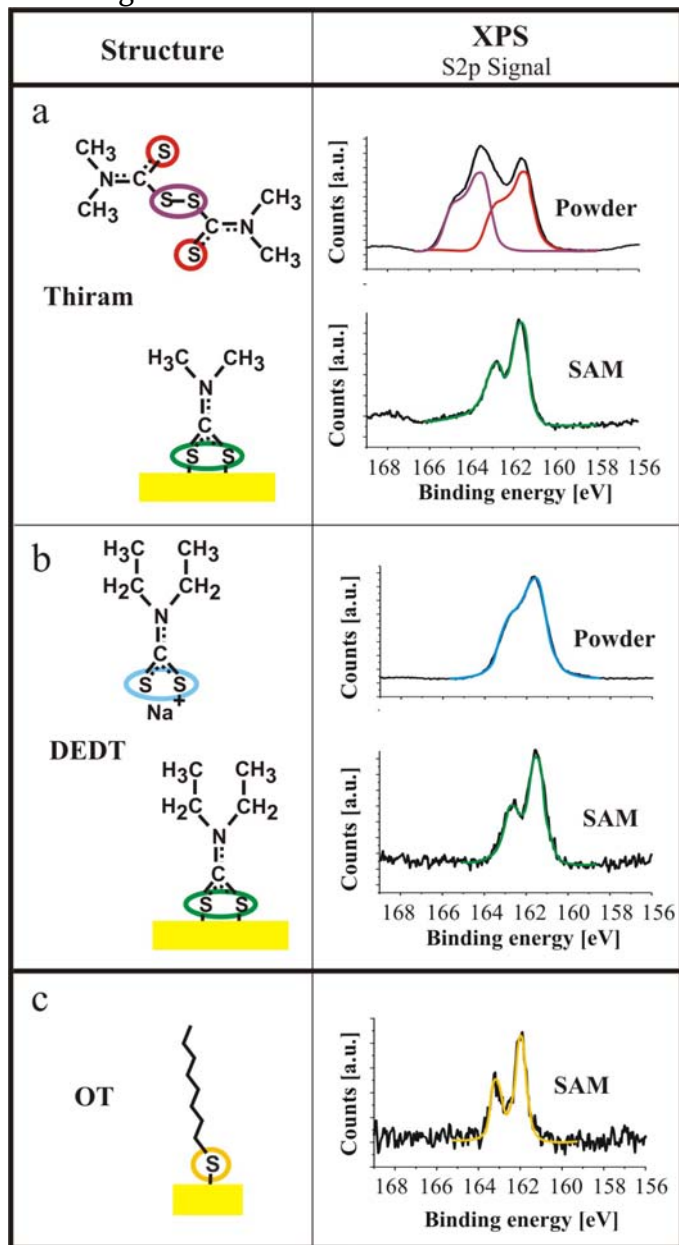 Structure
XPS
S2p Signal
a
H₃C
CH₃
S
N
C
S–S
C
N
CH₃
CH₃
S
CH₃
Thiram
H₃C
CH₃
N
C
S
S
Counts [a.u.]
Powder
Counts [a.u.]
SAM
168 166 164 162 160 158 156
Binding energy [eV]
b
H3C
CH3
H2C
CH2
N
C
S
S
Na
+
DEDT
H3C
CH3
H2C
CH2
N
C
S
S
Counts [a.u.]
Powder
Counts [a.u.]
SAM
168 166 164 162 160 158 156
Binding energy [eV]
c
OT
S
Counts [a.u.]
SAM
168 166 164 162 160 158 156
Binding energy [eV]